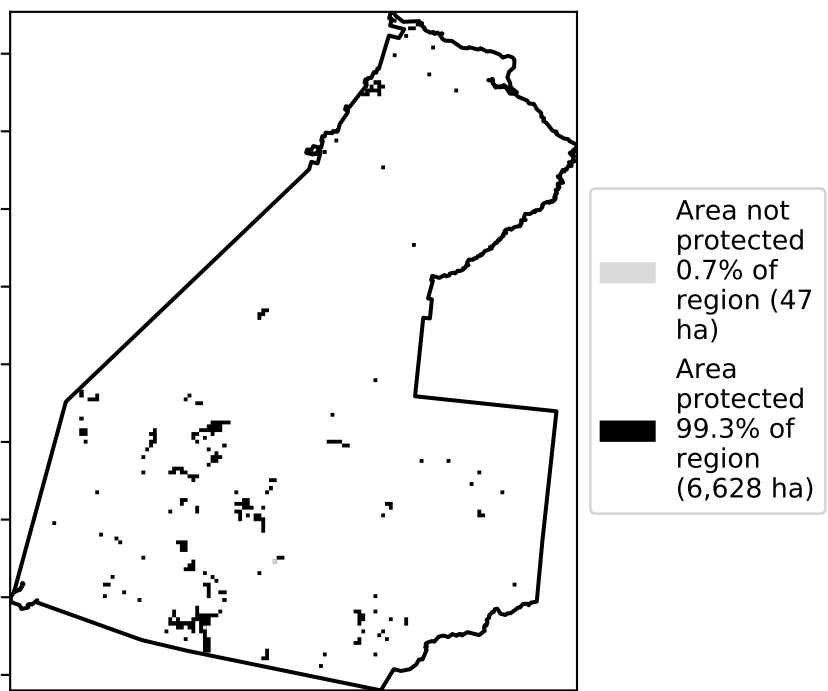 Area not
protected
0.7% of
region (47
ha)
Area
protected
99.3% of
region
(6,628 ha)